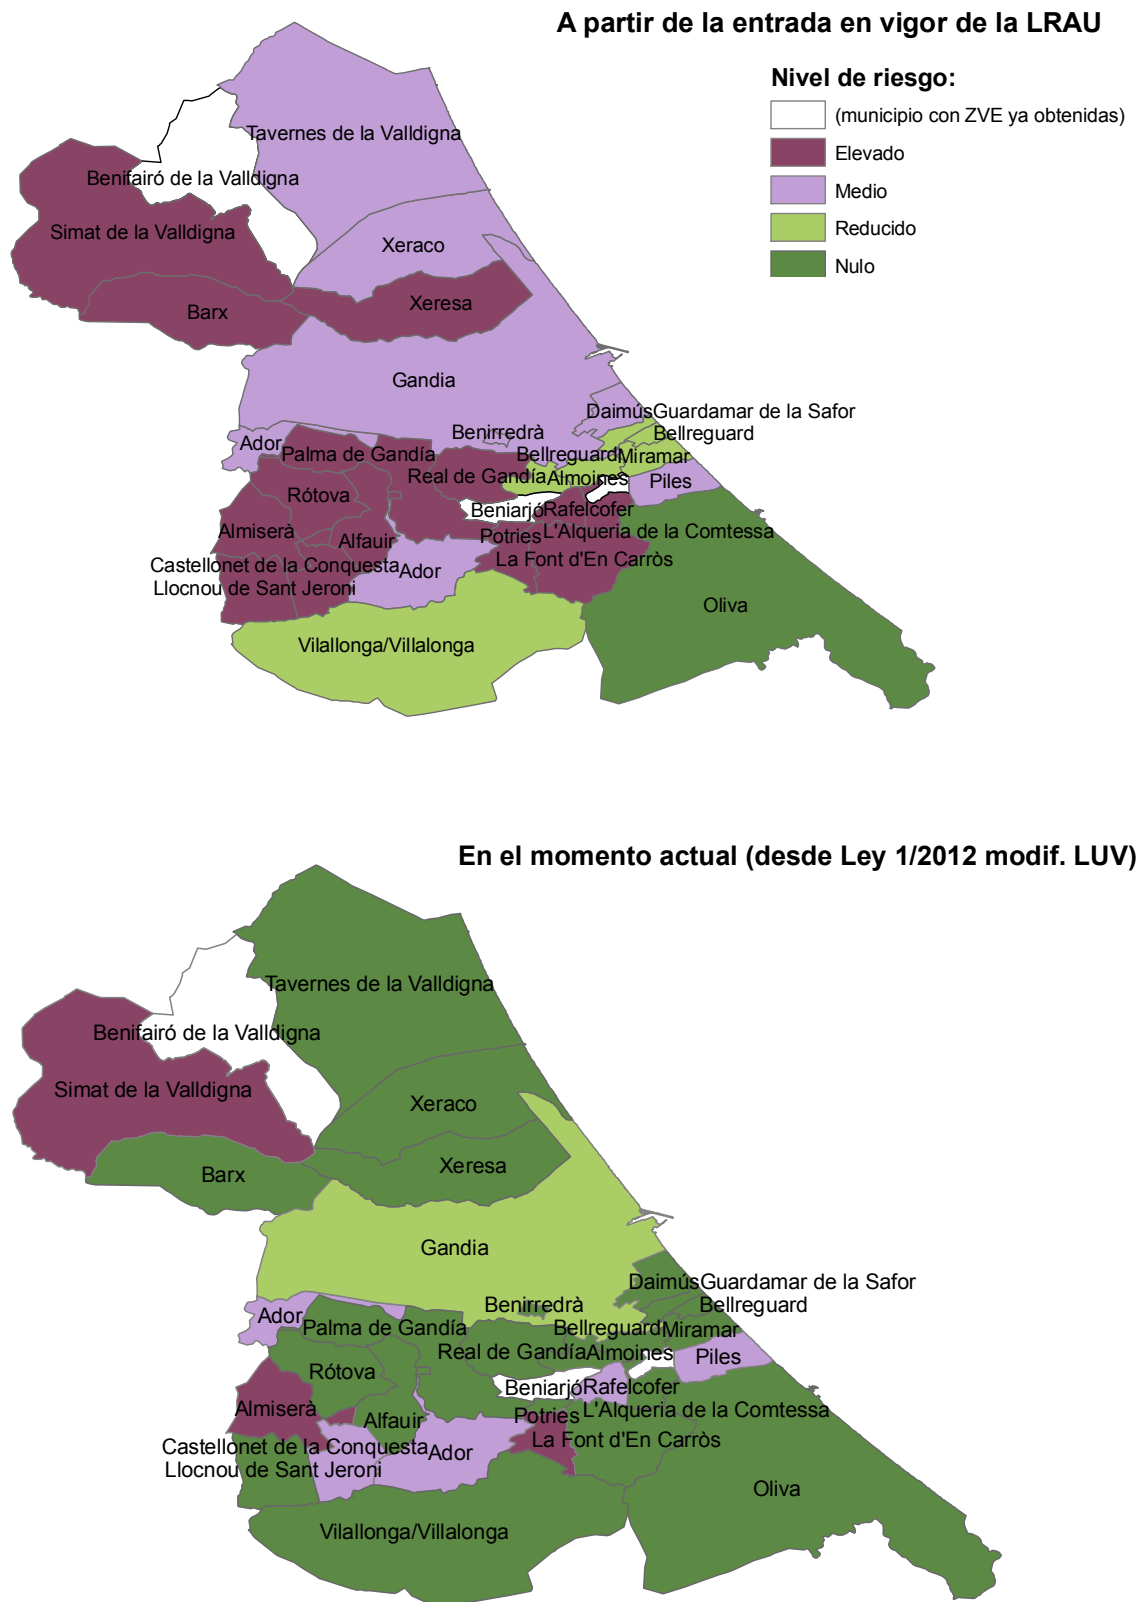 A partir de la entrada en vigor de la LRAU
Nivel de riesgo:
(municipio con ZVE ya obtenidas)
Elevado
Medio
Reducido
Nulo
Tavernes de la Valldigna
Benifairó de la Valldigna
Simat de la Valldigna
Xeraco
Xeresa
Barx
Gandia
Daimús
Guardamar de la Safor
Benirredrà
Bellreguard
Ador
Palma de Gandía
Bellreguard
Miramar
Real de Gandía
Almoines
Piles
Rótova
Beniarjó
Rafelcofer
Almiserà
Alfauir
Potries
L'Alqueria de la Comtessa
Castellonet de la Conquesta
Ador
La Font d'En Carròs
Llocnou de Sant Jeroni
Oliva
Vilallonga/Villalonga
En el momento actual (desde Ley 1/2012 modif. LUV)
Tavernes de la Valldigna
Benifairó de la Valldigna
Simat de la Valldigna
Xeraco
Xeresa
Barx
Gandia
Daimús
Guardamar de la Safor
Benirredrà
Bellreguard
Ador
Palma de Gandía
Bellreguard
Miramar
Real de Gandía
Almoines
Piles
Rótova
Beniarjó
Rafelcofer
Almiserà
Alfauir
Potries
L'Alqueria de la Comtessa
Castellonet de la Conquesta
Ador
La Font d'En Carròs
Llocnou de Sant Jeroni
Oliva
Vilallonga/Villalonga